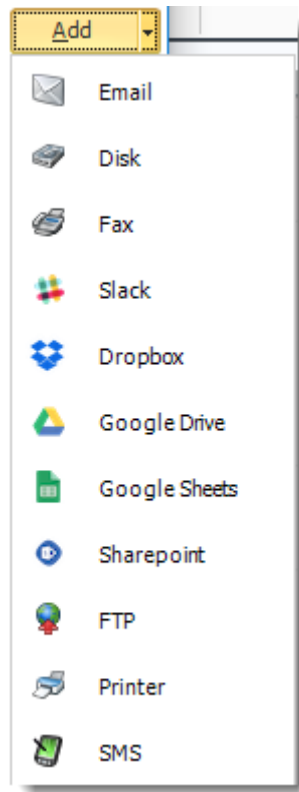 Add
Email
Disk
Fax
Slack
Dropbox
Google Drive
Google Sheets
Sharepoint
FTP
Printer
SMS